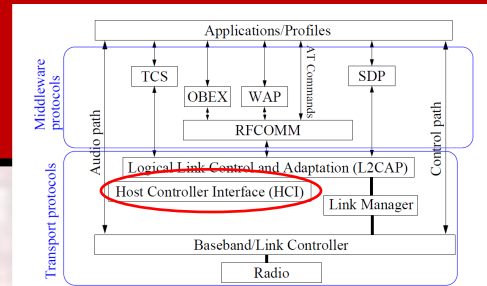 Applications/Profiles
Middleware
protocols
Audio path
TCS
OBEX
WAP
AT Commands
SDP
Control path
RFCOMM
Transport protocols
Logical Link Control and Adaptation (L2CAP)
Host Controller Interface (HCI)
Link Manager
Baseband/Link Controller
Radio